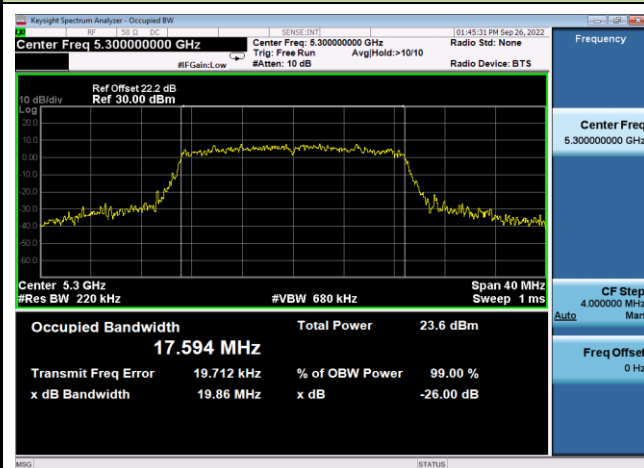 Keysight Spectrum Analyzer - Occupied BW
RF 50 Ω DC SENSE:INT 01:45:31 PM Sep 26, 2022
Center Freq 5.300000000 GHz
Center Freq: 5.300000000 GHz Radio Std: None
Trig: Free Run Avg|Hold:>10/10
#IFGain:Low #Atten: 10 dB Radio Device: BTS
Ref Offset 22.2 dB
10 dB/div Ref 30.00 dBm
Log
20.0
10.0
0.00
-10.0
-20.0
-30.0
-40.0
-50.0
-60.0
Center 5.3 GHz Span 40 MHz
#Res BW 220 kHz #VBW 680 kHz Sweep 1 ms
Occupied Bandwidth Total Power 23.6 dBm
17.594 MHz
Transmit Freq Error 19.712 kHz % of OBW Power 99.00 %
x dB Bandwidth 19.86 MHz x dB -26.00 dB
MSG STATUS
Frequency
Center Freq
5.300000000 GHz
CF Step
4.000000 MHz
Auto Man
Freq Offset
0 Hz